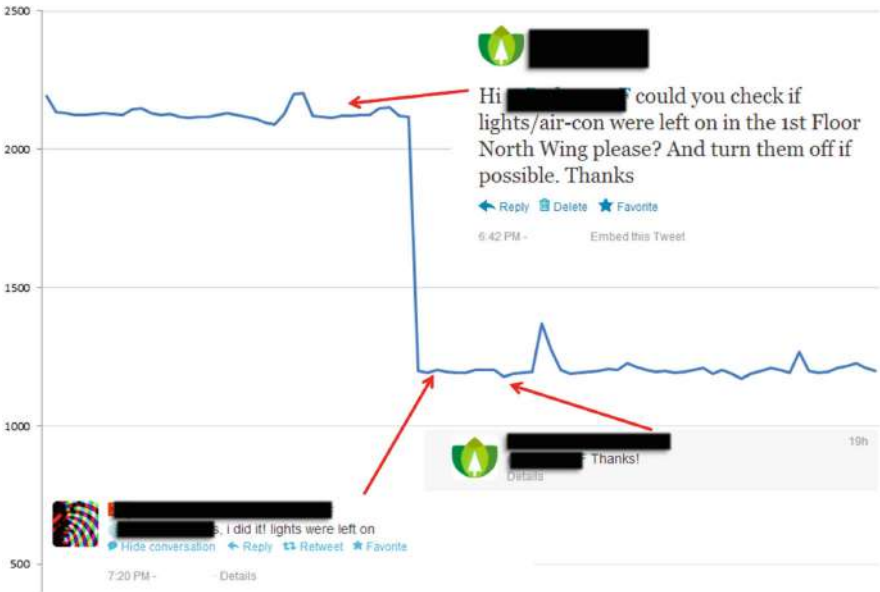 2500
2000
1500
1000
500
Hi could you check if
lights/air-con were left on in the 1st Floor
North Wing please? And turn them off if
possible. Thanks
Reply Delete Favorite
6:42 PM - Embed this Tweet
19h
Thanks!
Details
, i did it! lights were left on
Hide conversation Reply Retweet Favorite
7:20 PM - Details